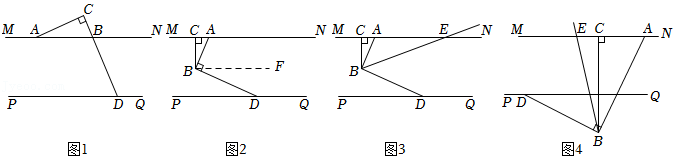 C
M A B N
P D Q
图1
M C A N
B F
P D Q
图2
M C A E N
B
P D Q
图3
M E C A N
P D Q
B
图4